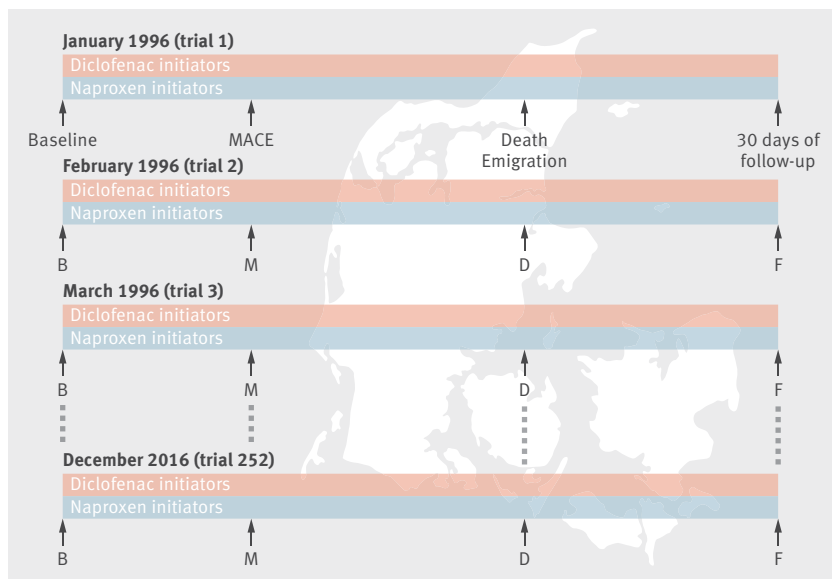 January 1996 (trial 1)
Diclofenac initiators
Naproxen initiators
Baseline
MACE
Death
Emigration
30 days of
follow-up
February 1996 (trial 2)
Diclofenac initiators
Naproxen initiators
B
M
D
F
March 1996 (trial 3)
Diclofenac initiators
Naproxen initiators
B
M
D
F
December 2016 (trial 252)
Diclofenac initiators
Naproxen initiators
B
M
D
F